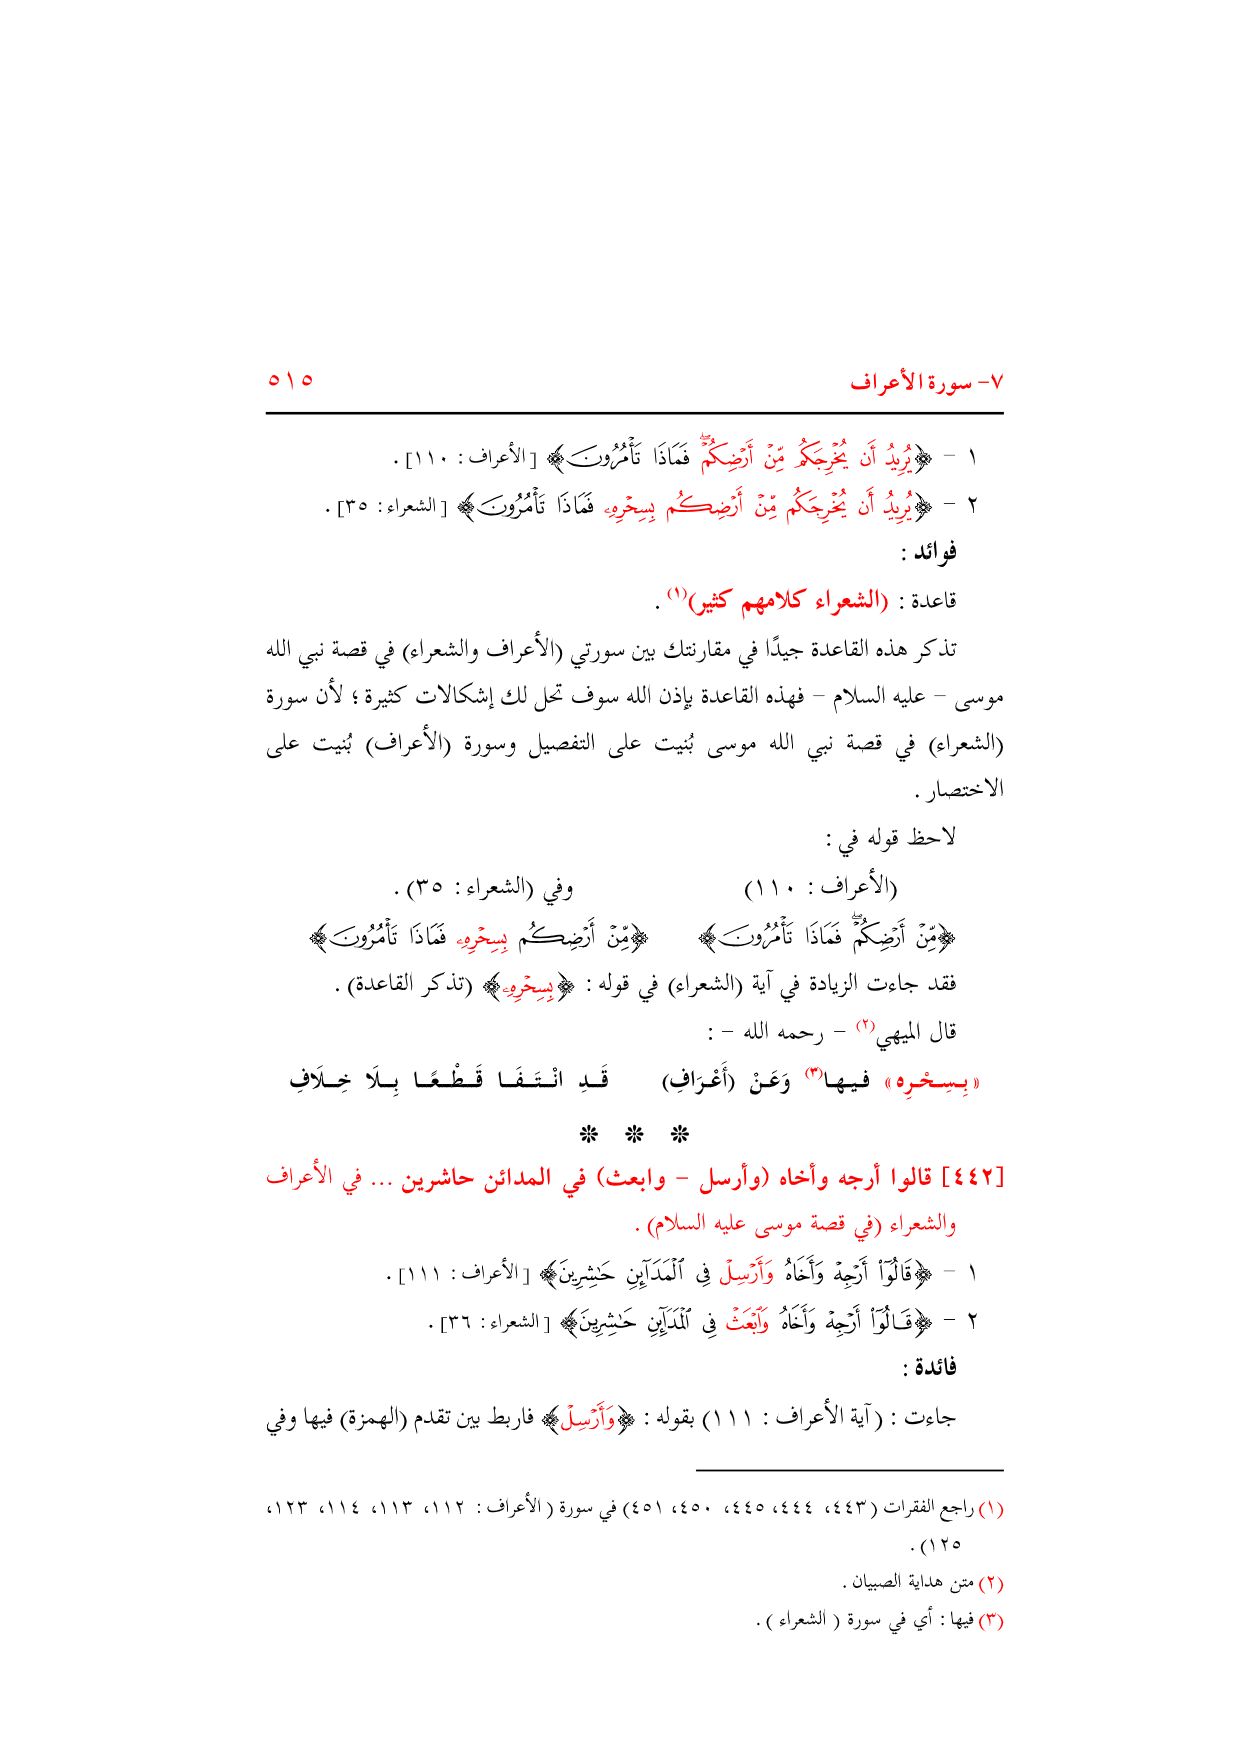 ٧- سورة الأعراف ٥١٥
١ - ﴿يُرِيدُ أَن يُخْرِجَكُم مِّنْ أَرْضِكُمْ ۖ فَمَاذَا تَأْمُرُونَ﴾ [الأعراف: ١١٠].
٢ - ﴿يُرِيدُ أَن يُخْرِجَكُم مِّنْ أَرْضِكُم بِسِحْرِهِۦ فَمَاذَا تَأْمُرُونَ﴾ [الشعراء: ٣٥].
فوائد :
قاعدة : (الشعراء كلامهم كثير)(١) .
تذكر هذه القاعدة جيدًا في مقارنتك بين سورتي (الأعراف والشعراء) في قصة نبي الله
موسى – عليه السلام – فهذه القاعدة بإذن الله سوف تحل لك إشكالات كثيرة ؛ لأن سورة
(الشعراء) في قصة نبي الله موسى بُنيت على التفصيل وسورة (الأعراف) بُنيت على
الاختصار .
لاحظ قوله في :
(الأعراف : ١١٠) وفي (الشعراء : ٣٥) .
﴿مِّنْ أَرْضِكُمْ ۖ فَمَاذَا تَأْمُرُونَ﴾ ﴿مِّنْ أَرْضِكُم بِسِحْرِهِۦ فَمَاذَا تَأْمُرُونَ﴾
فقد جاءت الزيادة في آية (الشعراء) في قوله : ﴿بِسِحْرِهِۦ﴾ (تذكر القاعدة) .
قال الميهي(٢) – رحمه الله – :
«بِسِحْرِه» فيها(٣) وَعَنْ (أَعْرَافِ) قَدِ انْتَفَا قَطْعًا بِلَا خِلَافِ
❊ ❊ ❊
[٤٤٢] قالوا أرجه وأخاه (وأرسل – وابعث) في المدائن حاشرين ... في الأعراف
والشعراء (في قصة موسى عليه السلام) .
١ - ﴿قَالُوٓا۟ أَرْجِهْ وَأَخَاهُ وَأَرْسِلْ فِى ٱلْمَدَآئِنِ حَـٰشِرِينَ﴾ [الأعراف: ١١١].
٢ - ﴿قَالُوٓا۟ أَرْجِهْ وَأَخَاهُ وَٱبْعَثْ فِى ٱلْمَدَآئِنِ حَـٰشِرِينَ﴾ [الشعراء: ٣٦].
فائدة :
جاءت : (آية الأعراف : ١١١) بقوله : ﴿وَأَرْسِلْ﴾ فاربط بين تقدم (الهمزة) فيها وفي
(١) راجع الفقرات (٤٤٣، ٤٤٤، ٤٤٥، ٤٥٠، ٤٥١) في سورة (الأعراف: ١١٢، ١١٣، ١١٤، ١٢٣،
١٢٥) .
(٢) متن هداية الصبيان .
(٣) فيها : أي في سورة ( الشعراء ) .